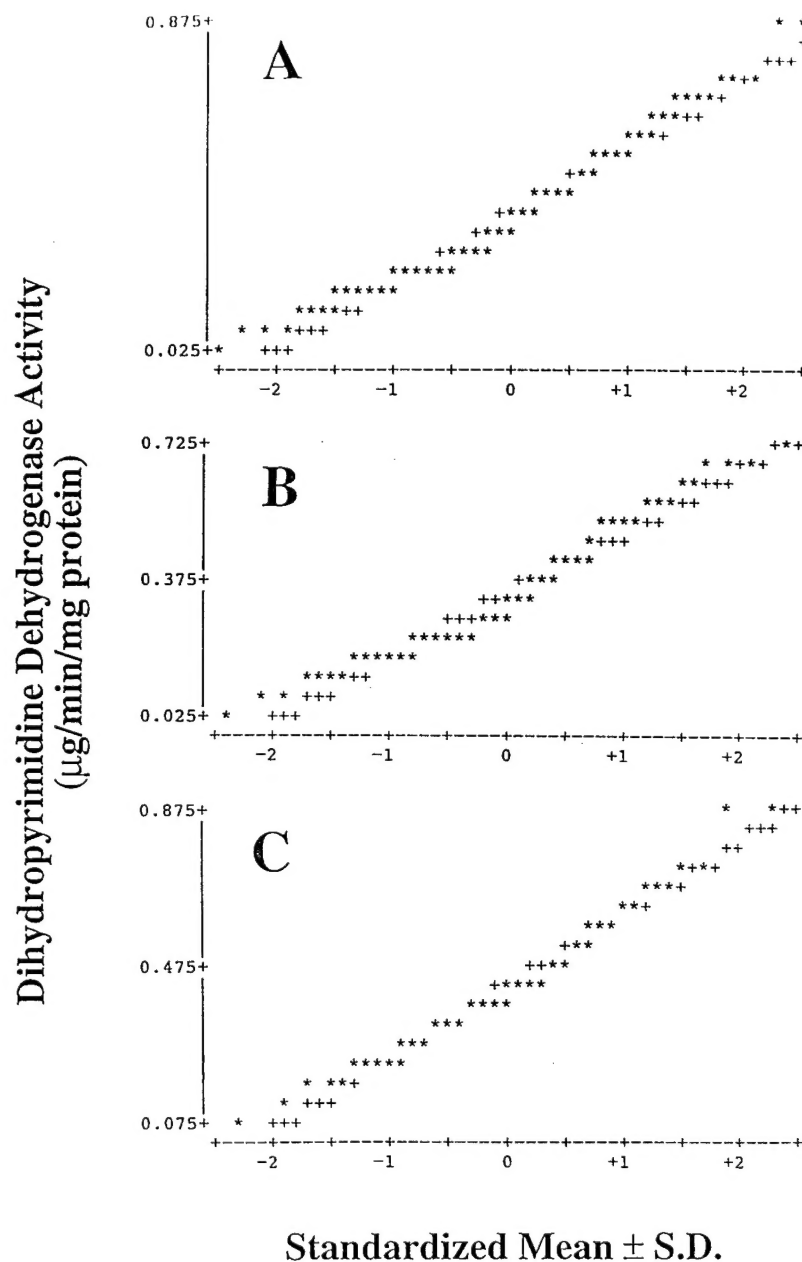 Dihydropyrimidine Dehydrogenase Activity
(µg/min/mg protein)
A
0.875+
0.025+
-2 -1 0 +1 +2
B
0.725+
0.375+
0.025+
-2 -1 0 +1 +2
C
0.875+
0.475+
0.075+
-2 -1 0 +1 +2
Standardized Mean ± S.D.